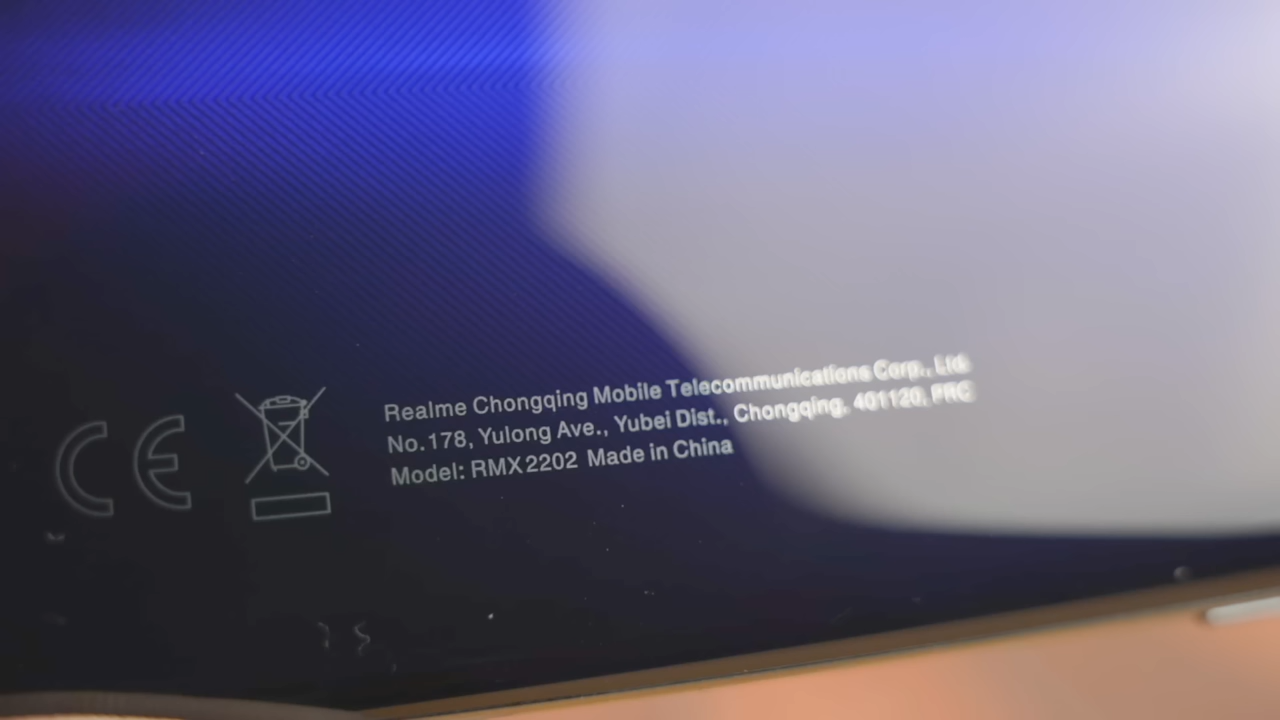 CE
Realme Chongqing Mobile Telecommunications Corp., Ltd
No.178, Yulong Ave., Yubei Dist., Chongqing, 401120, PRC
Model: RMX2202 Made in China